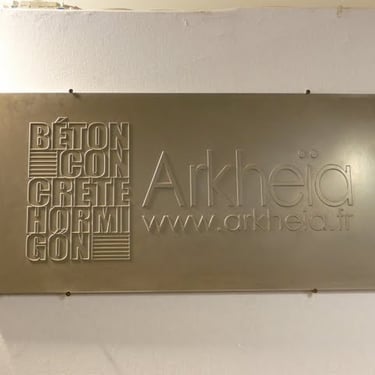 BÉTON
CON
CRETE
HORMI
GÓN
Arkheïa
www.arkheia.fr